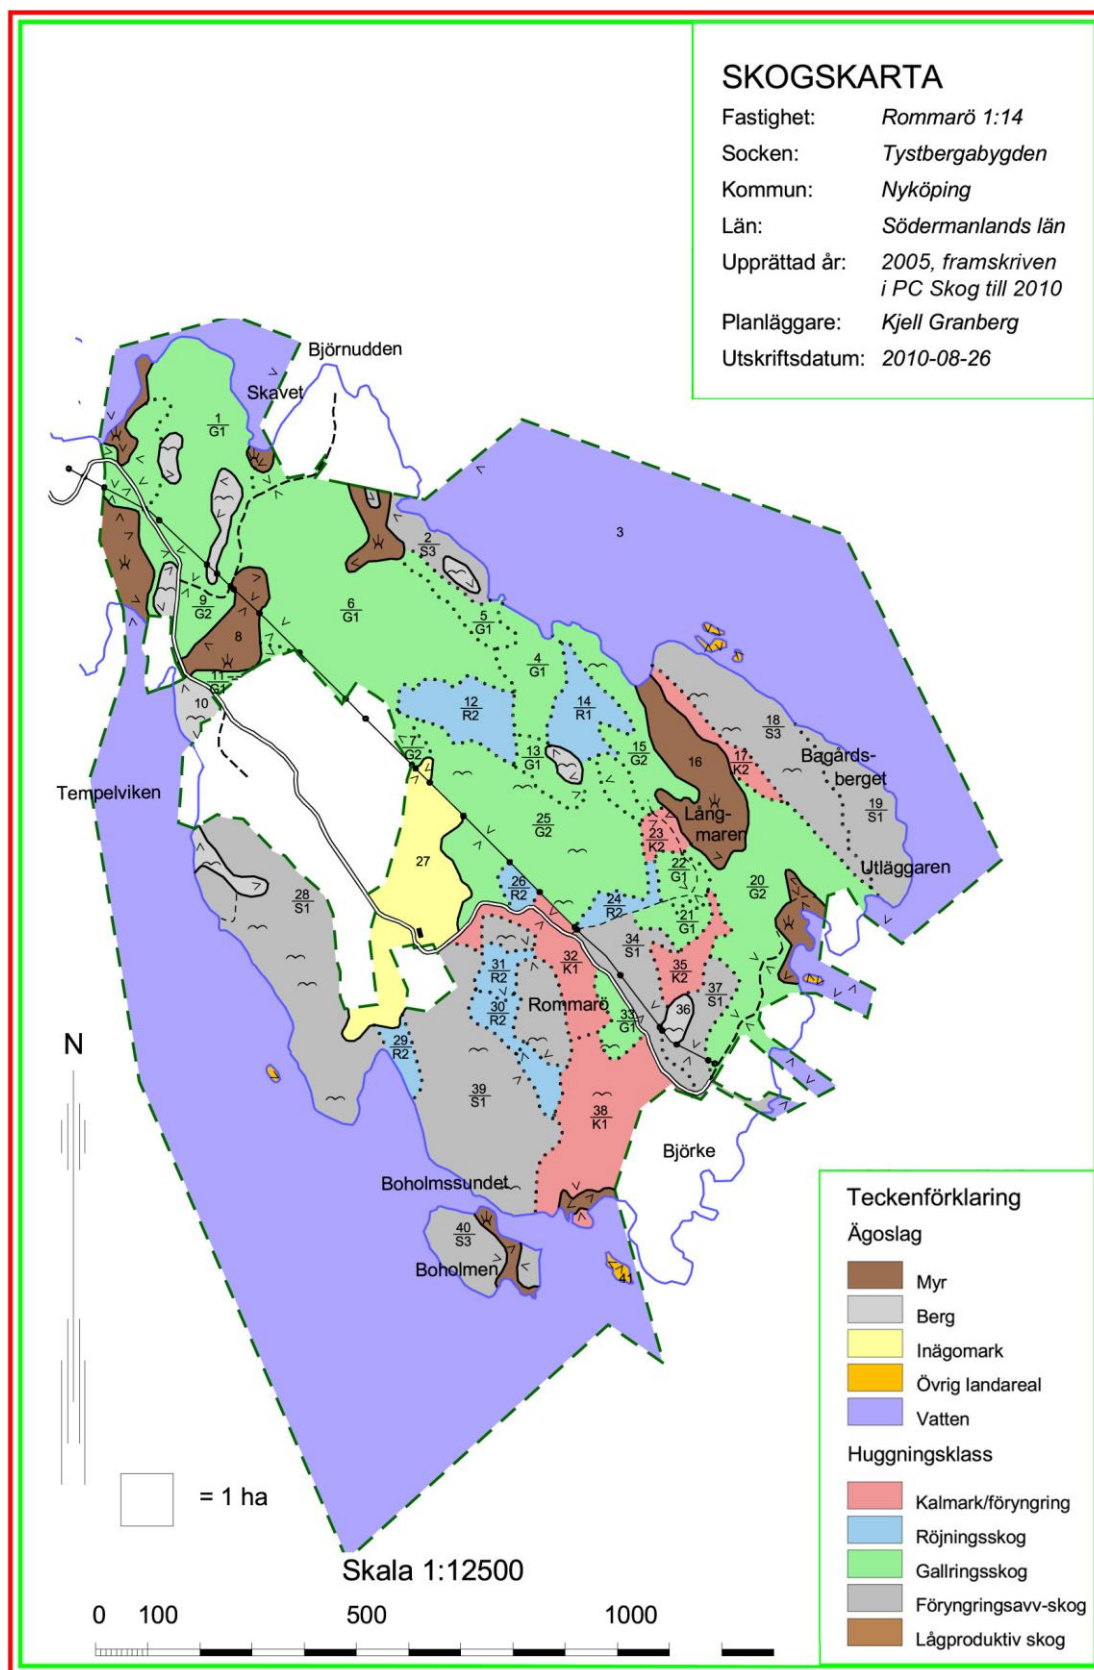 SKOGSKARTA
Fastighet: Rommarö 1:14
Socken: Tystbergabygden
Kommun: Nyköping
Län: Södermanlands län
Upprättad år: 2005, framskriven
i PC Skog till 2010
Planläggare: Kjell Granberg
Utskriftsdatum: 2010-08-26
Björnudden
Skavet
1
G1
2
S3
3
9
G2
6
G1
5
G1
8
4
G1
11
G1
10
12
R2
14
R1
18
S3
7
G2
13
G1
15
G2
16
17
K2
Bagårds-
berget
Tempelviken
19
S1
Lång-
maren
25
G2
23
K2
27
22
G1
Utläggaren
20
G2
28
S1
26
R2
24
R2
21
G1
34
S1
32
K1
31
R2
35
K2
37
S1
Rommarö
30
R2
36
33
G1
29
R2
39
S1
38
K1
N
Björke
Boholmssundet
40
S3
Boholmen
41
Teckenförklaring
Ägoslag
Myr
Berg
Inägomark
Övrig landareal
Vatten
Huggningsklass
Kalmark/föryngring
Röjningsskog
Gallringsskog
Föryngringsavv-skog
Lågproduktiv skog
= 1 ha
Skala 1:12500
0 100 500 1000